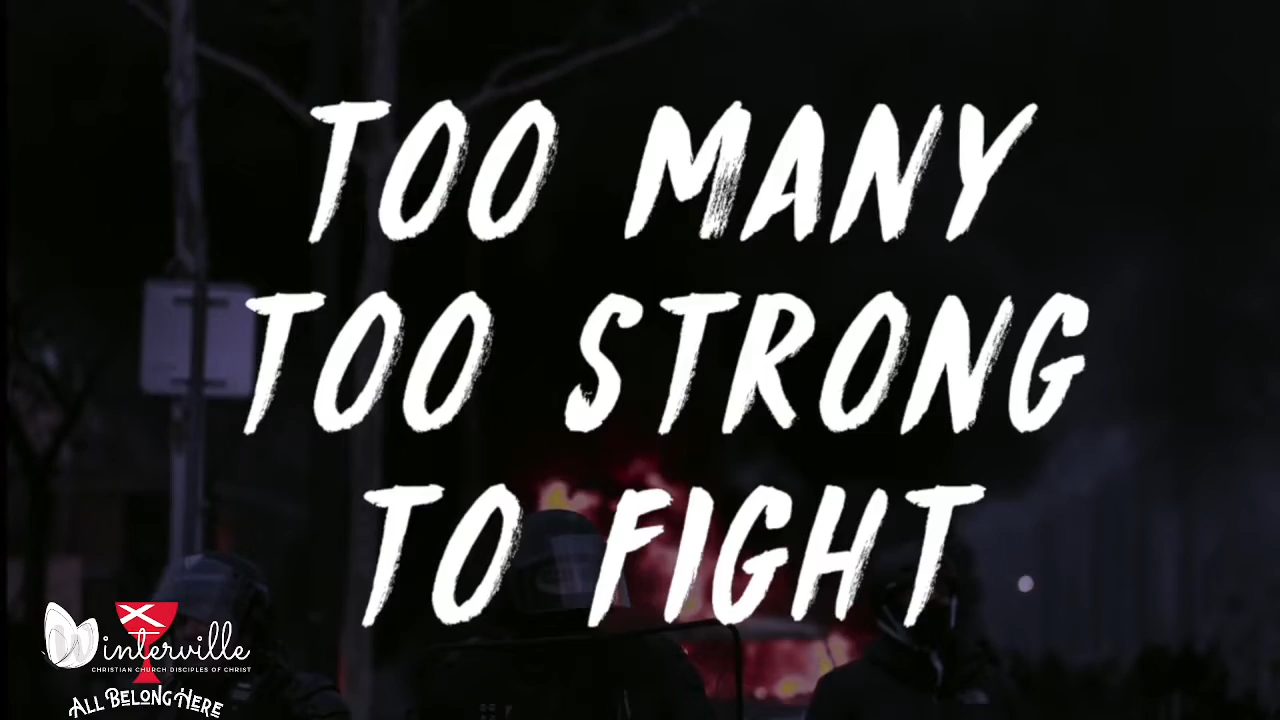 TOO MANY
TOO STRONG
TO FIGHT
Winterville
CHRISTIAN CHURCH DISCIPLES OF CHRIST
ALL BELONG HERE